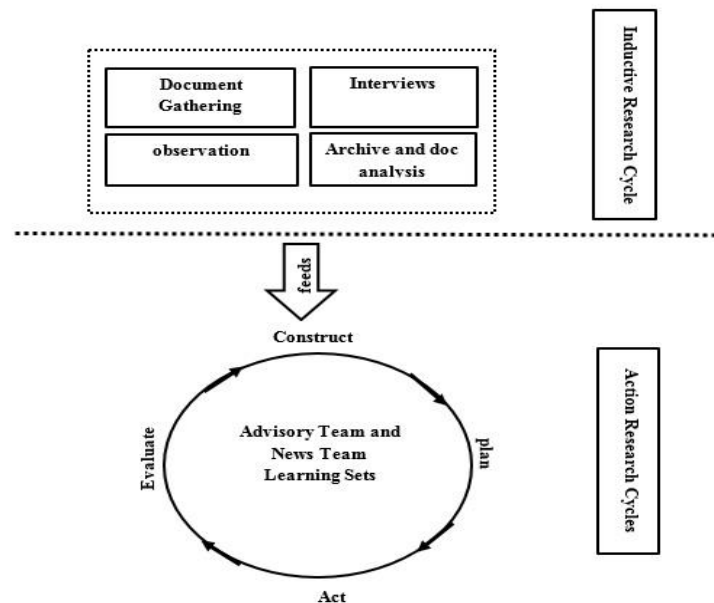 Document
Gathering
Interviews
observation
Archive and doc
analysis
Inductive Research Cycle
feeds
Construct
plan
Advisory Team and
News Team
Learning Sets
Evaluate
Act
Action Research Cycles